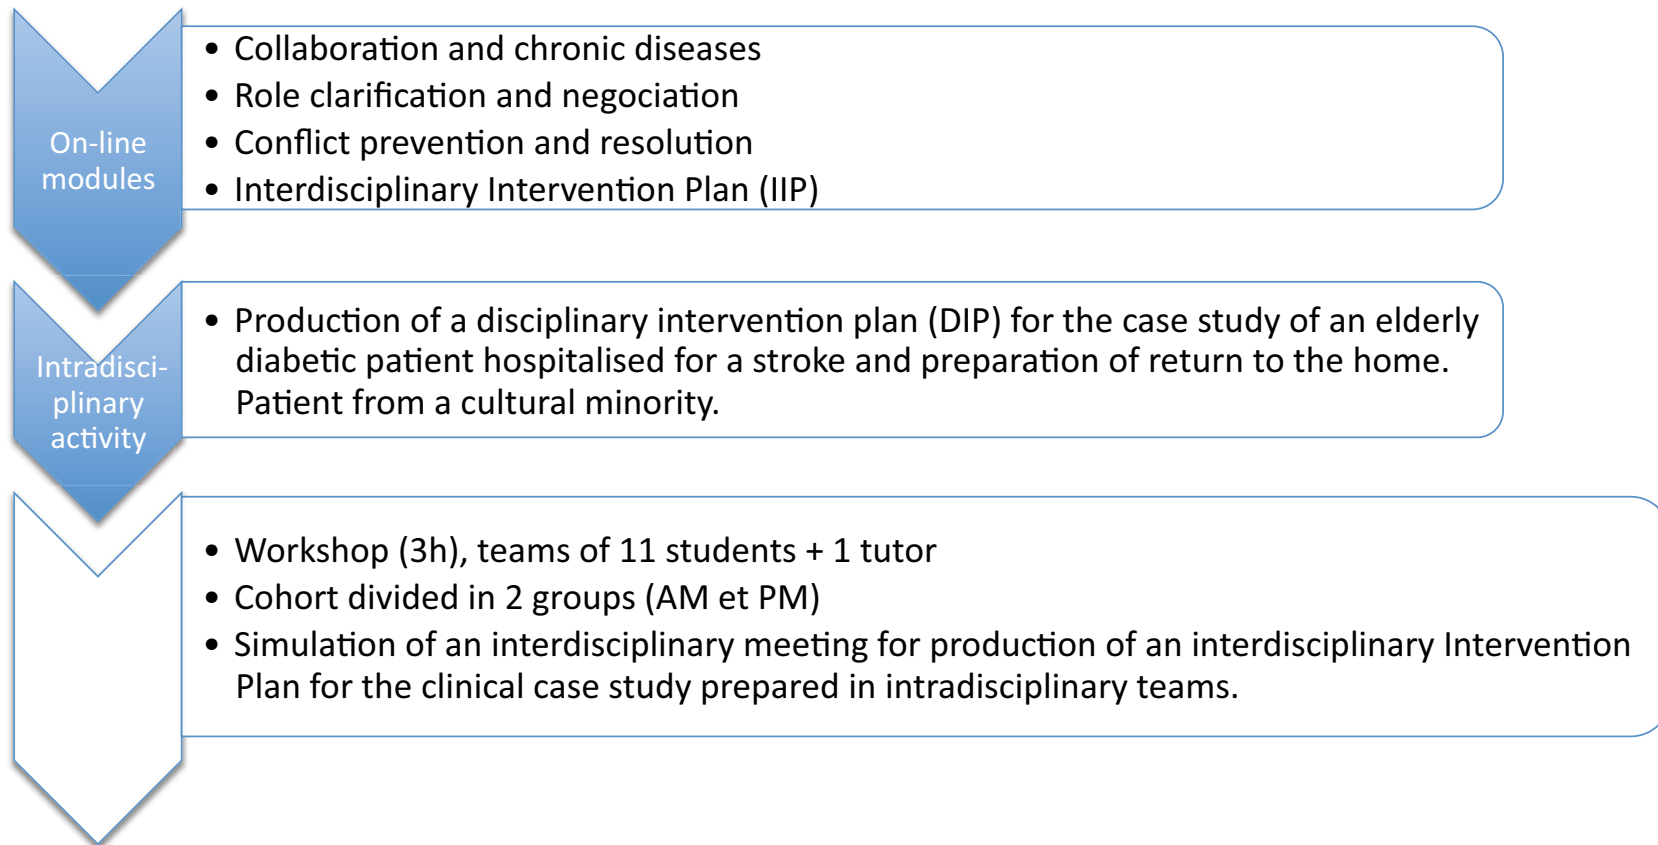 On-line
modules
• Collaboration and chronic diseases
• Role clarification and negociation
• Conflict prevention and resolution
• Interdisciplinary Intervention Plan (IIP)
Intradisci-
plinary
activity
• Production of a disciplinary intervention plan (DIP) for the case study of an elderly
diabetic patient hospitalised for a stroke and preparation of return to the home.
Patient from a cultural minority.
• Workshop (3h), teams of 11 students + 1 tutor
• Cohort divided in 2 groups (AM et PM)
• Simulation of an interdisciplinary meeting for production of an interdisciplinary Intervention
Plan for the clinical case study prepared in intradisciplinary teams.